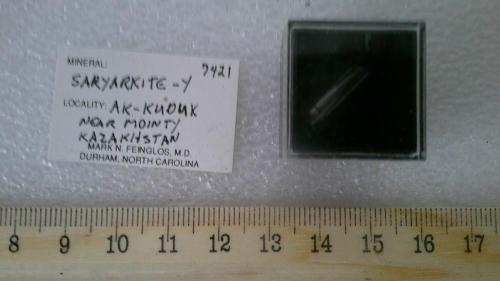 MINERAL: 7421
SARYARKITE-Y
LOCALITY: AK-KUDUK
NEAR MOINTY
KAZAKHSTAN
MARK N. FEINGLOS, M.D.
DURHAM, NORTH CAROLINA
8 9 10 11 12 13 14 15 16 17